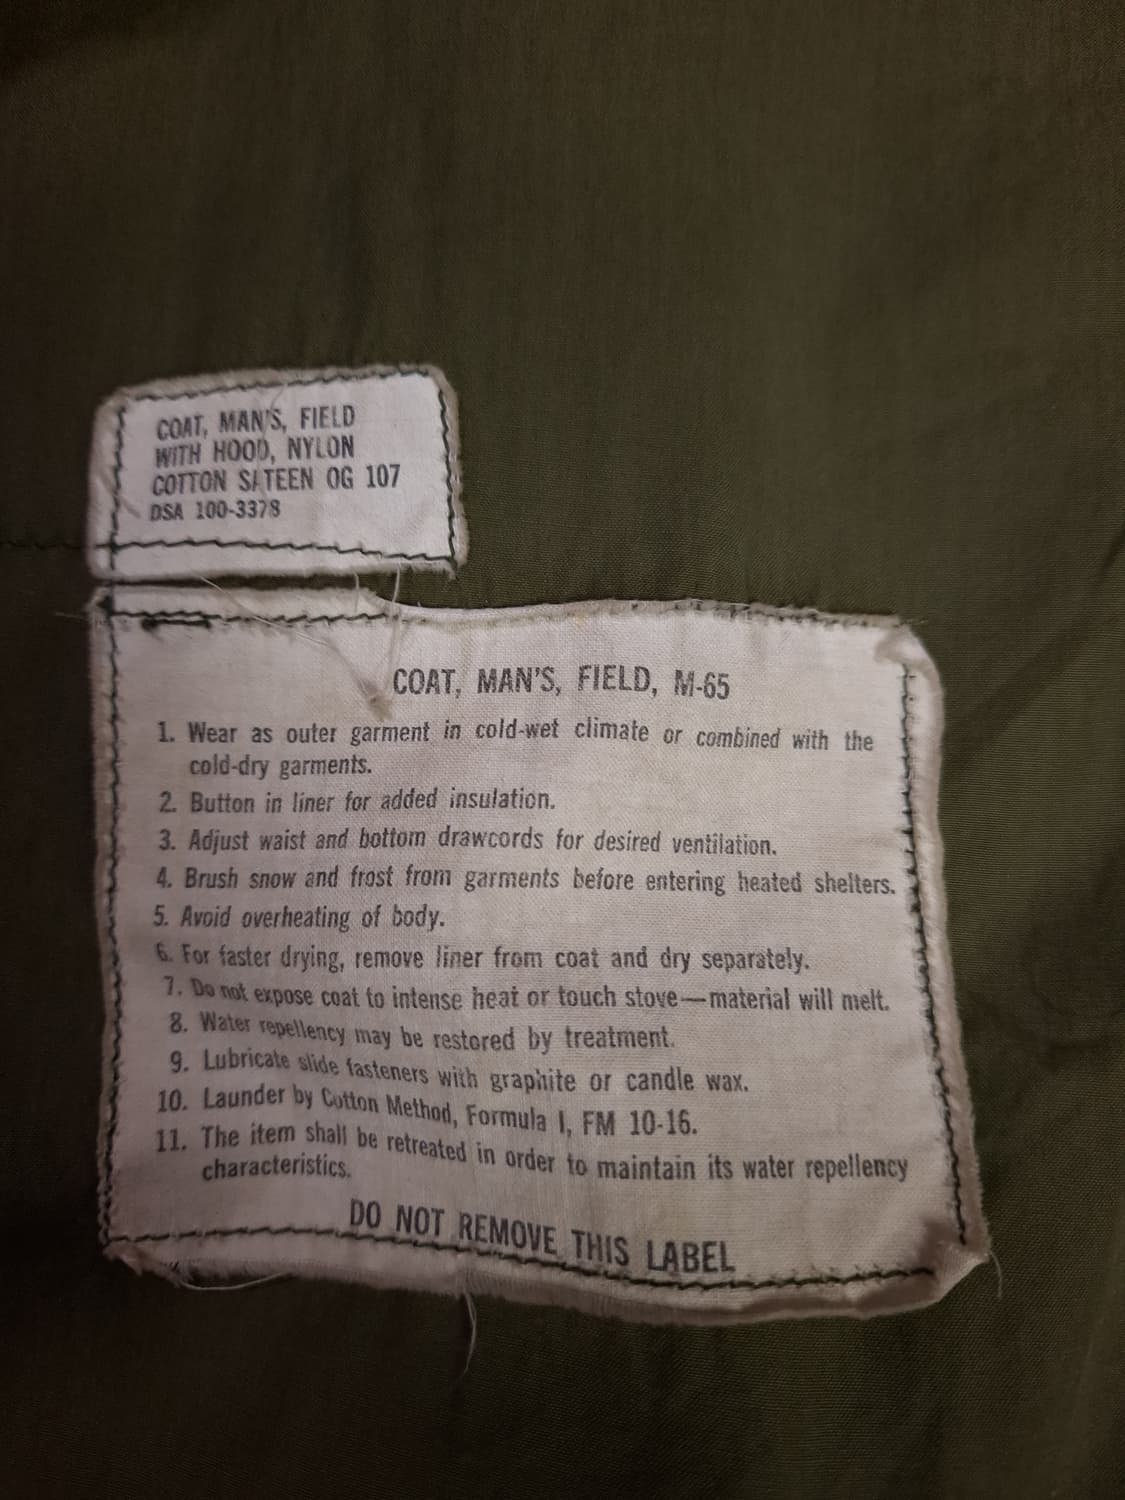 COAT, MAN'S, FIELD
WITH HOOD, NYLON
COTTON SATEEN OG 107
DSA 100-3378
COAT, MAN'S, FIELD, M-65
1. Wear as outer garment in cold-wet climate or combined with the
cold-dry garments.
2. Button in liner for added insulation.
3. Adjust waist and bottom drawcords for desired ventilation.
4. Brush snow and frost from garments before entering heated shelters.
5. Avoid overheating of body.
6. For faster drying, remove liner from coat and dry separately.
7. Do not expose coat to intense heat or touch stove—material will melt.
8. Water repellency may be restored by treatment.
9. Lubricate slide fasteners with graphite or candle wax.
10. Launder by Cotton Method, Formula I, FM 10-16.
11. The item shall be retreated in order to maintain its water repellency
characteristics.
DO NOT REMOVE THIS LABEL